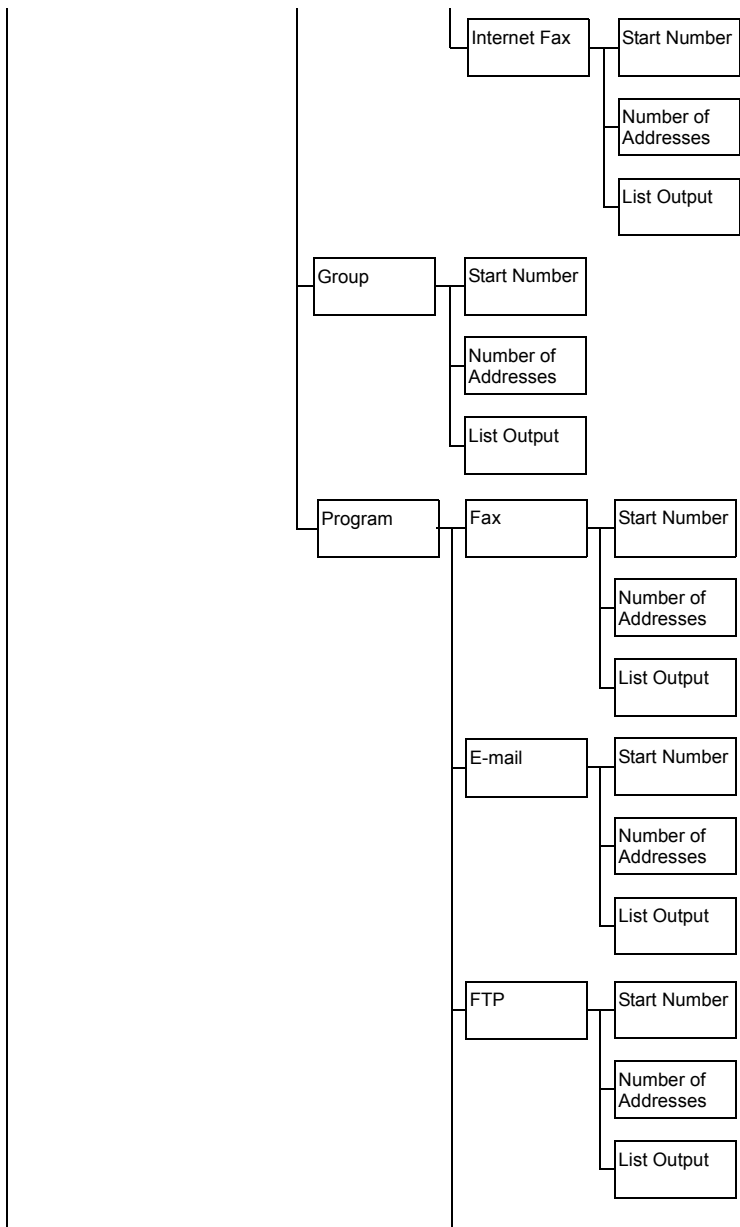 Internet Fax
Start Number
Number of
Addresses
List Output
Group
Start Number
Number of
Addresses
List Output
Program
Fax
Start Number
Number of
Addresses
List Output
E-mail
Start Number
Number of
Addresses
List Output
FTP
Start Number
Number of
Addresses
List Output